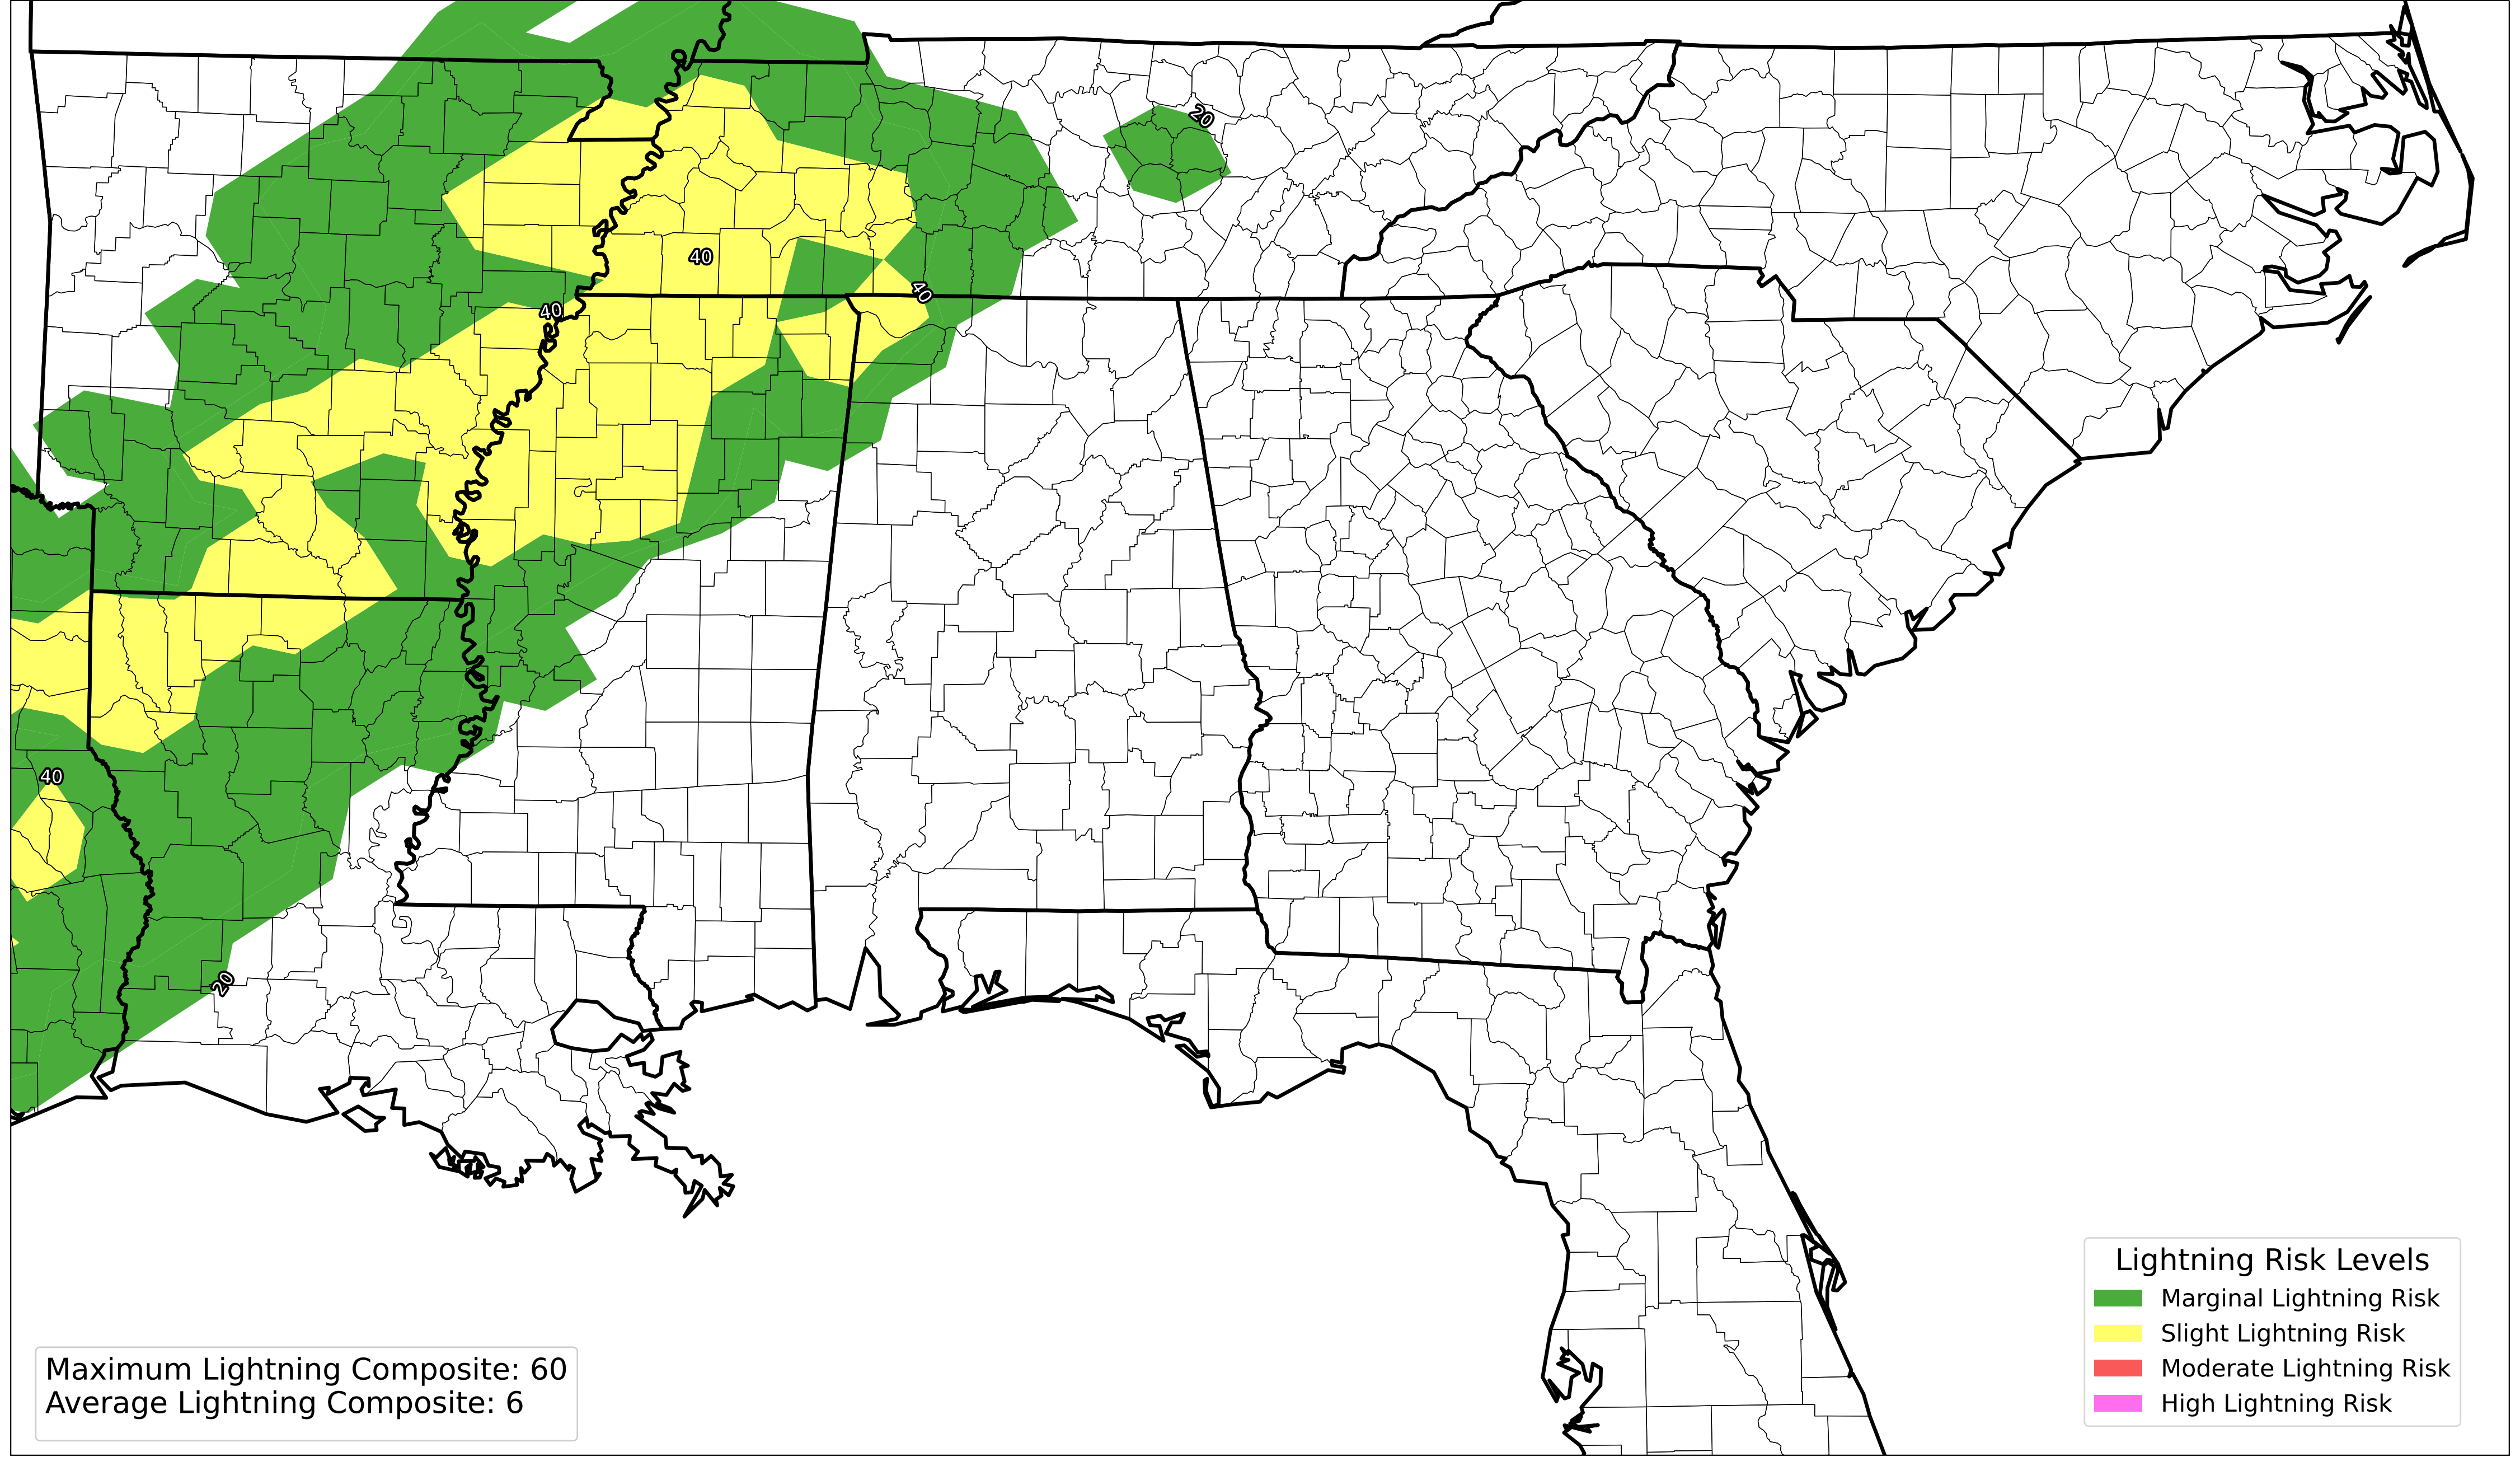 20
40
40
40
40
20
Lightning Risk Levels
Marginal Lightning Risk
Slight Lightning Risk
Moderate Lightning Risk
High Lightning Risk
Maximum Lightning Composite: 60
Average Lightning Composite: 6